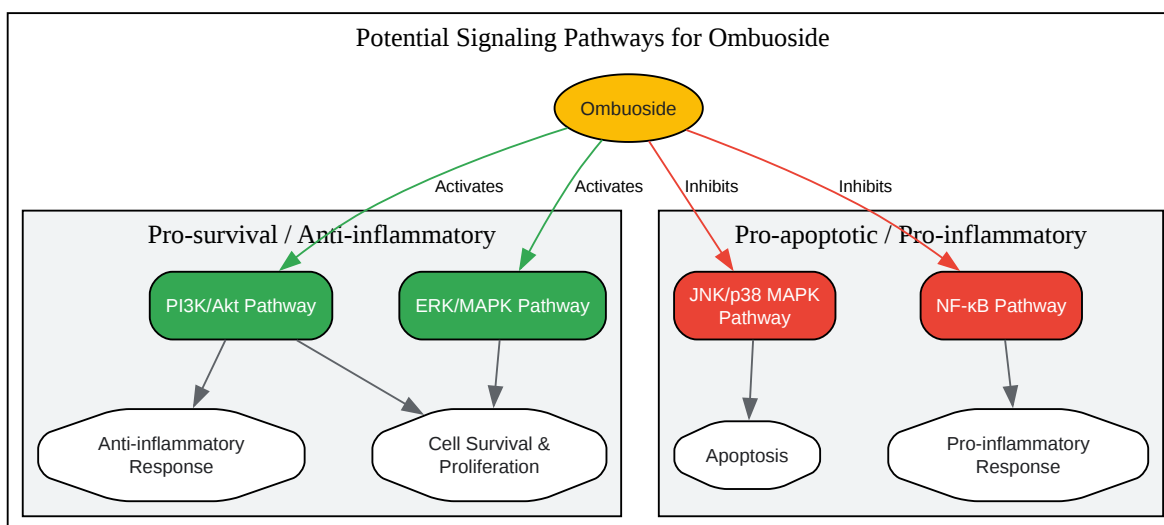 Potential Signaling Pathways for Ombuoside
Ombuoside
Activates
Activates
Inhibits
Inhibits
Pro-survival / Anti-inflammatory
Pro-apoptotic / Pro-inflammatory
PI3K/Akt Pathway
ERK/MAPK Pathway
JNK/p38 MAPK
Pathway
NF-κB Pathway
Anti-inflammatory
Response
Cell Survival &
Proliferation
Apoptosis
Pro-inflammatory
Response